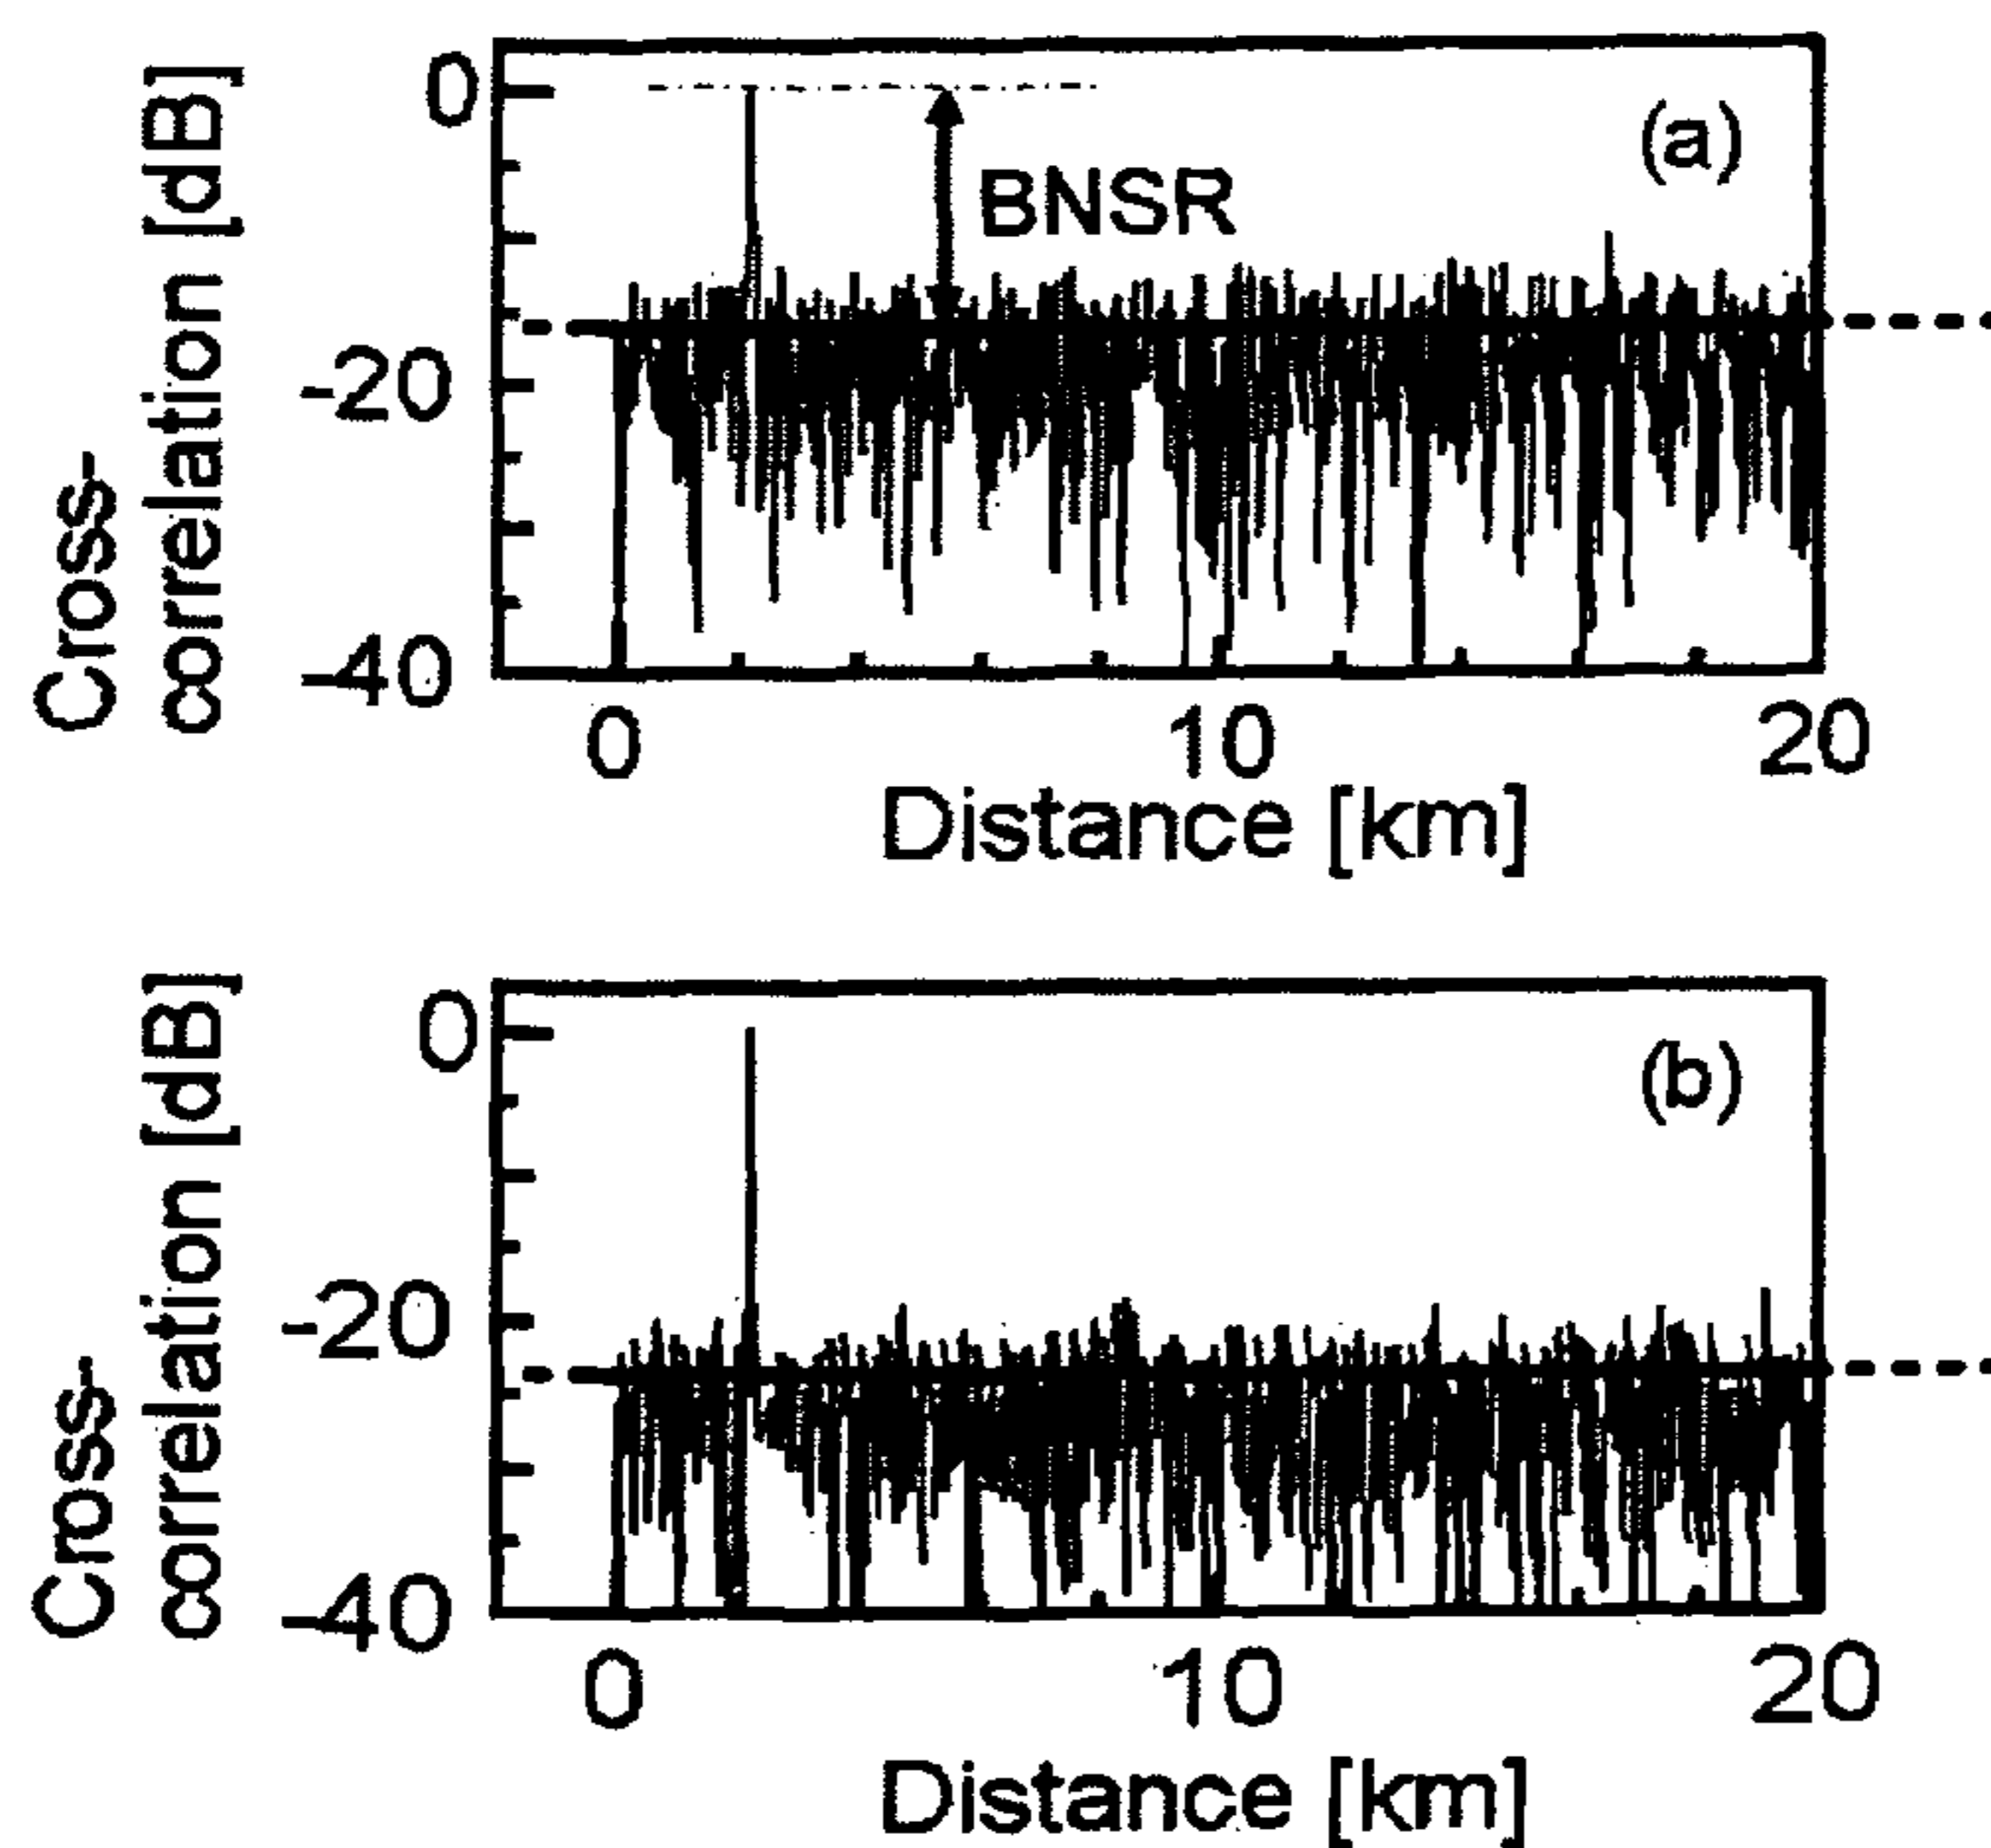 Cross-
correlation [dB]
0
-20
-40
(a)
BNSR
0
10
20
Distance [km]
Cross-
correlation [dB]
0
-20
-40
(b)
0
10
20
Distance [km]